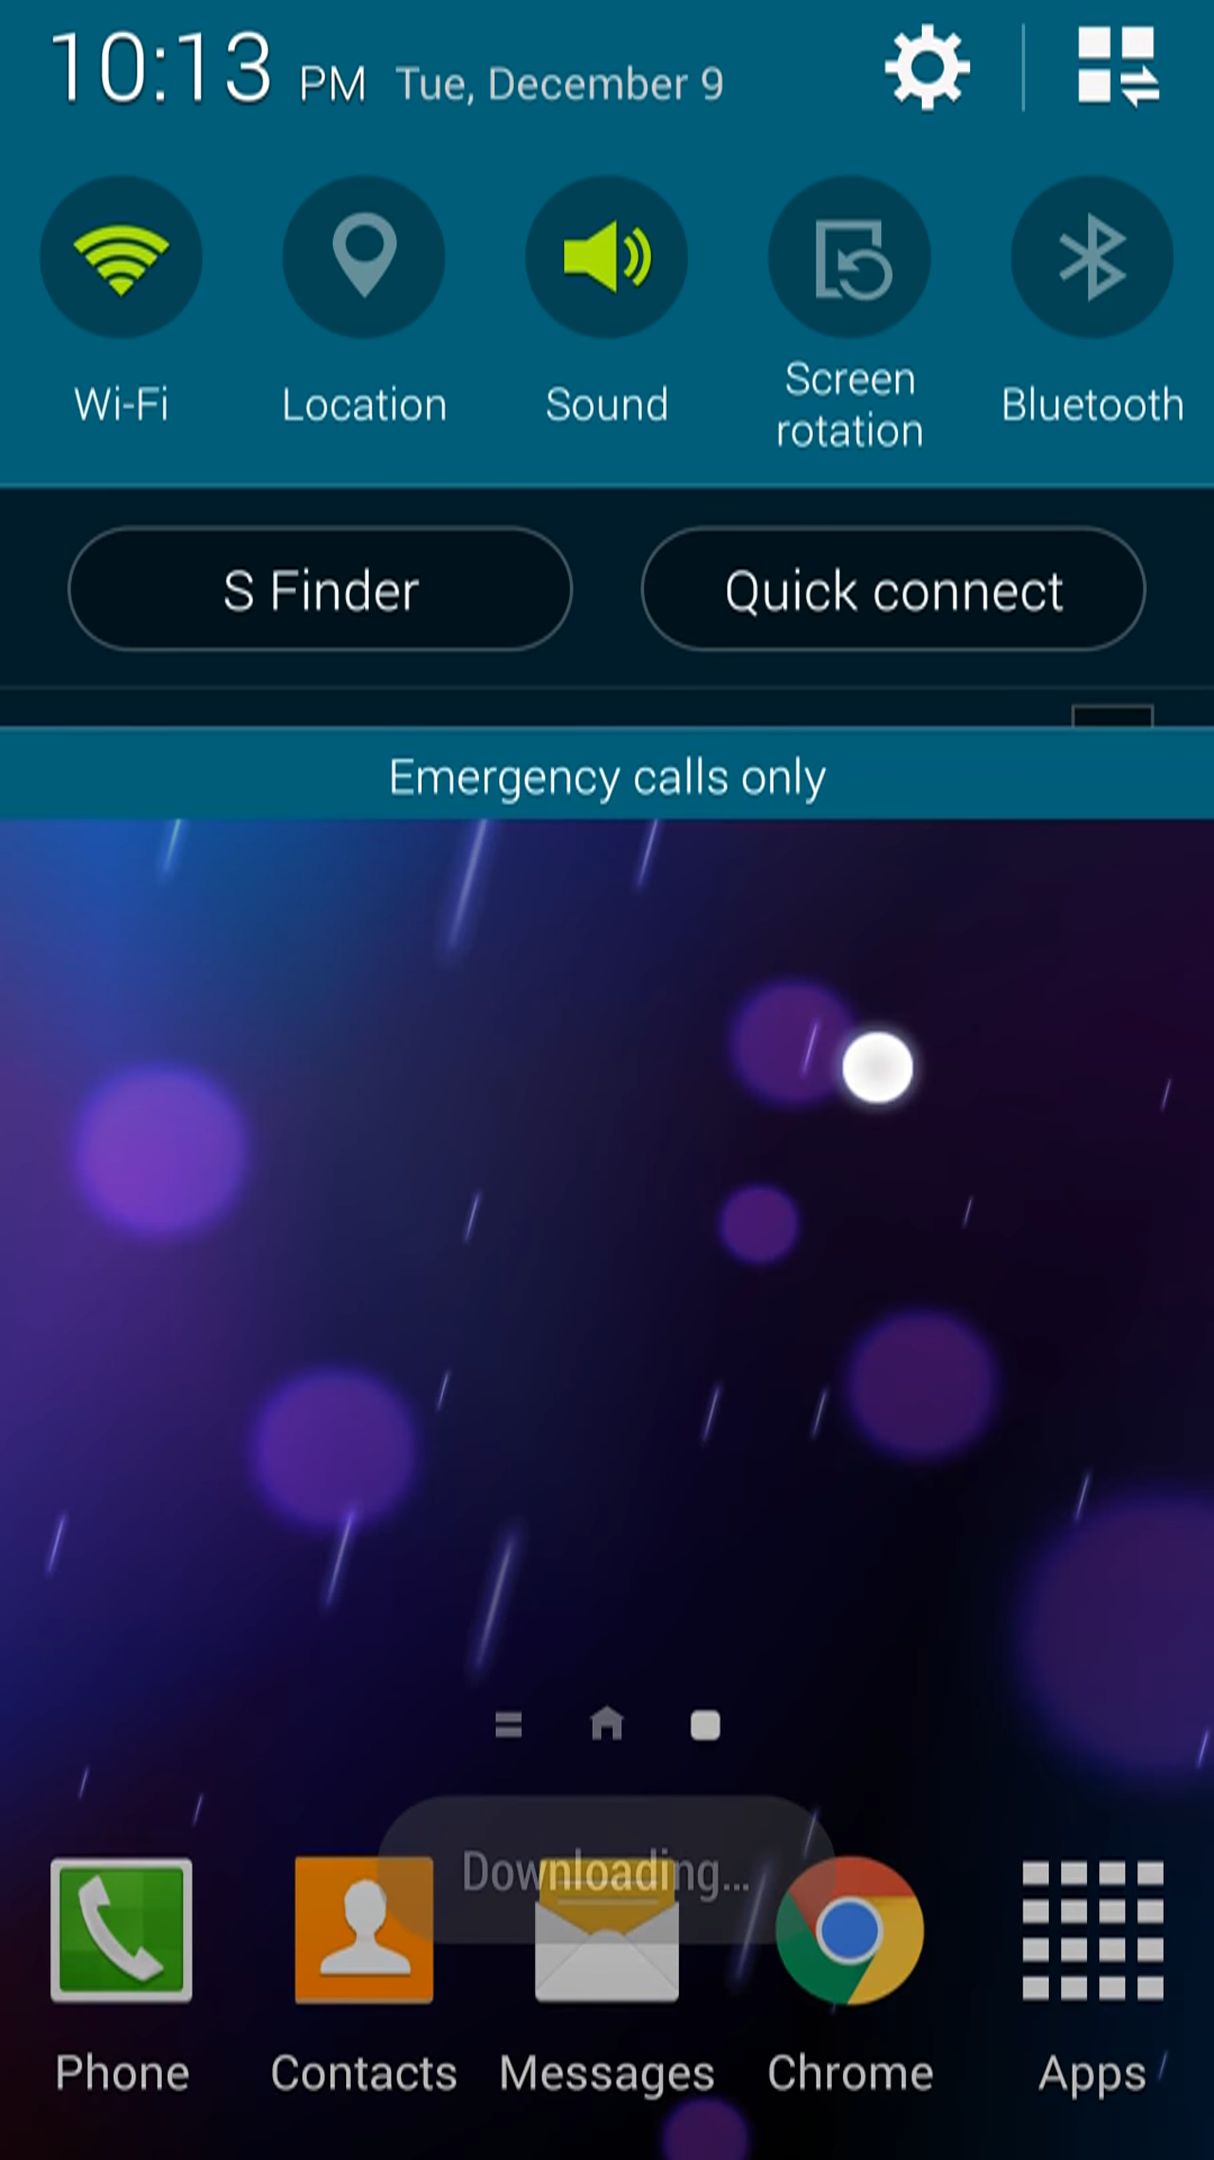 10:13 PM Tue, December 9
Wi-Fi
Location
Sound
Screen
rotation
Bluetooth
S Finder
Quick connect
Emergency calls only
Downloading...
Phone
Contacts
Messages
Chrome
Apps